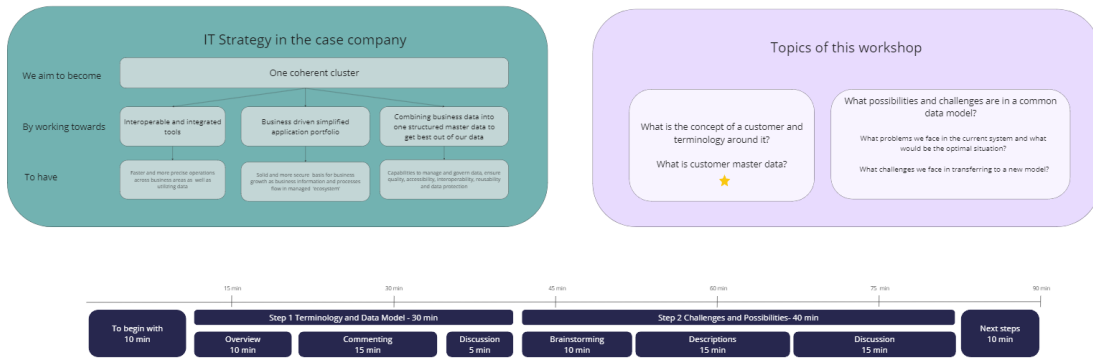 IT Strategy in the case company
We aim to become
One coherent cluster
By working towards
Interoperable and integrated
tools
Business driven simplified
application portfolio
Combining business data into
one structured master data to
get best out of our data
To have
Faster and more precise operations
across business areas as well as
utilising data
Solid and more secure basis for business
growth as business information and processes
flow in managed 'ecosystem'
Capabilities to manage and govern data, ensure
quality, accessibility, interoperability, reusability
and data protection
Topics of this workshop
What is the concept of a customer and
terminology around it?
What is customer master data?
What possibilities and challenges are in a common
data model?
What problems we face in the current system and what
would be the optimal situation?
What challenges we face in transferring to a new model?
15 min
30 min
45 min
60 min
75 min
90 min
To begin with
10 min
Step 1 Terminology and Data Model - 30 min
Overview
10 min
Commenting
15 min
Discussion
5 min
Step 2 Challenges and Possibilities- 40 min
Brainstorming
10 min
Descriptions
15 min
Discussion
15 min
Next steps
10 min